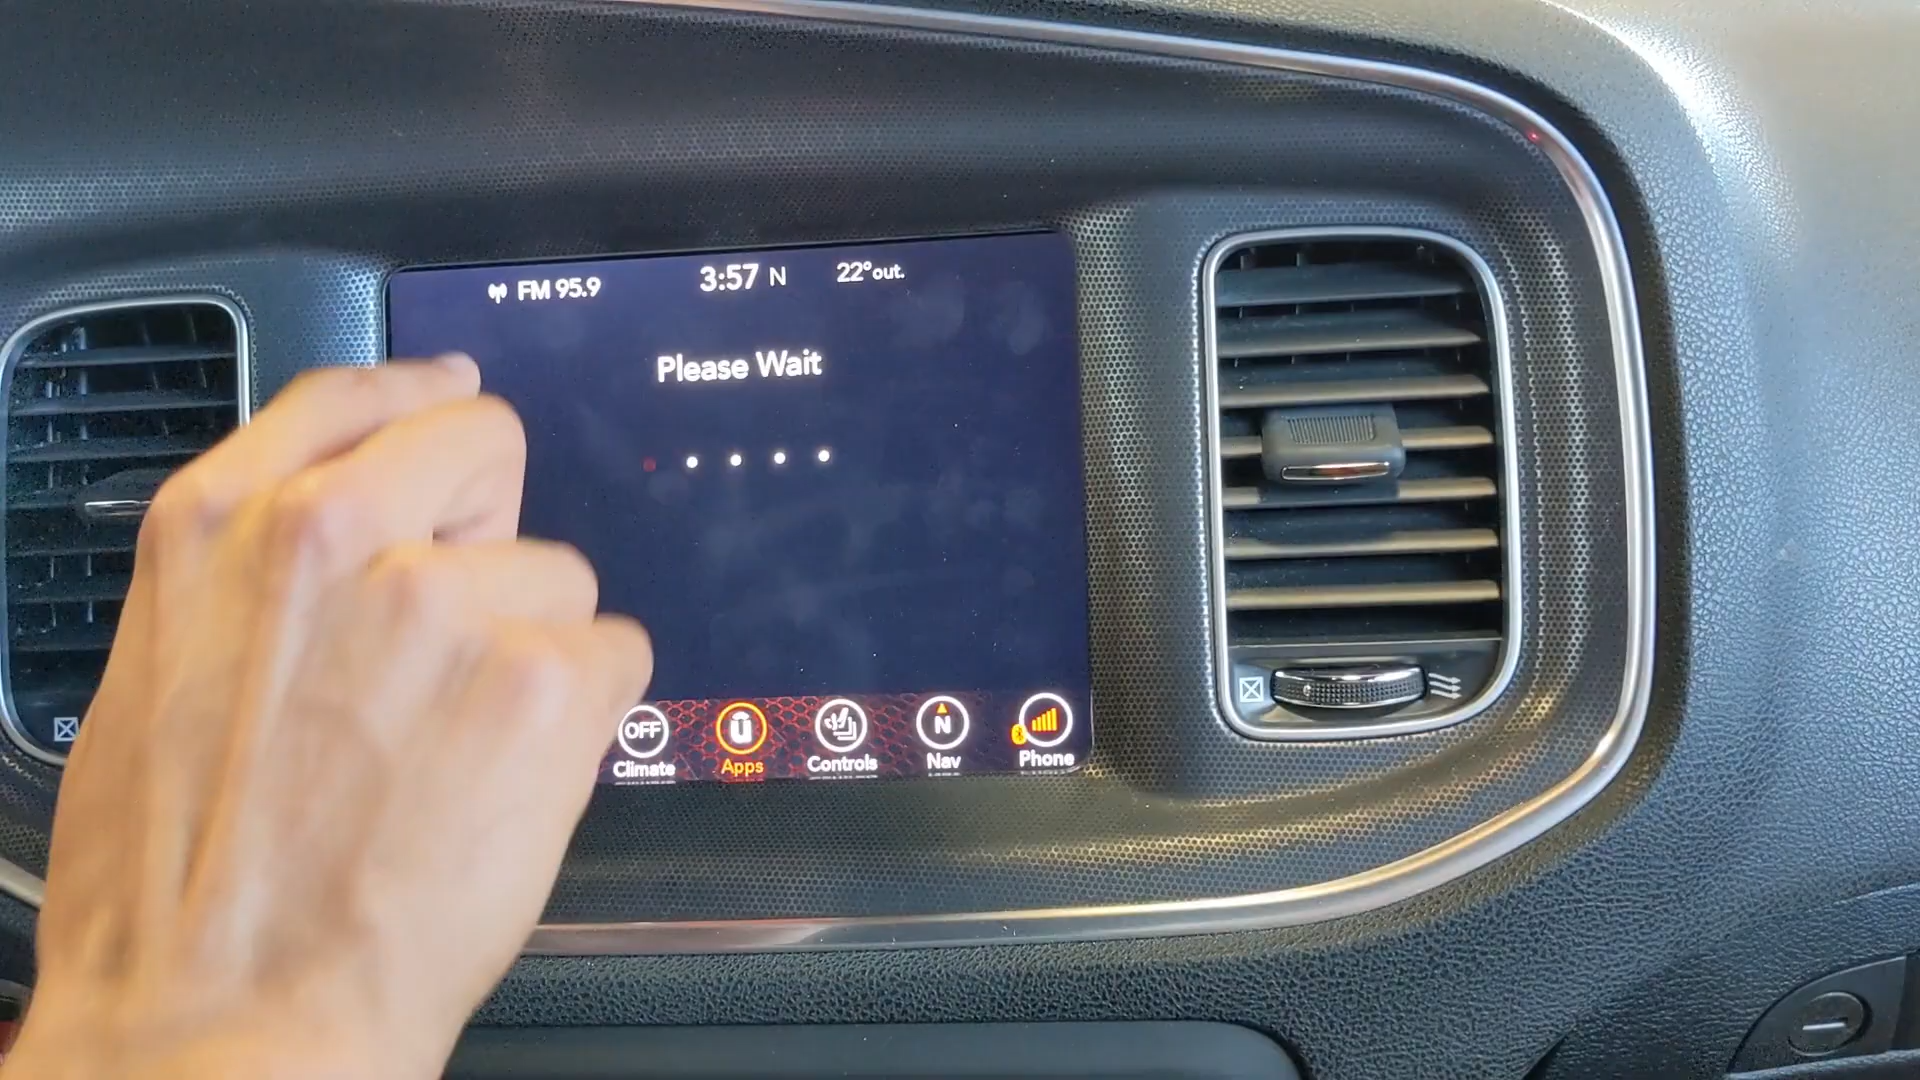 FM 95.9 3:57 N 22°out.
Please Wait
OFF Climate
U Apps
Controls
N Nav
Phone